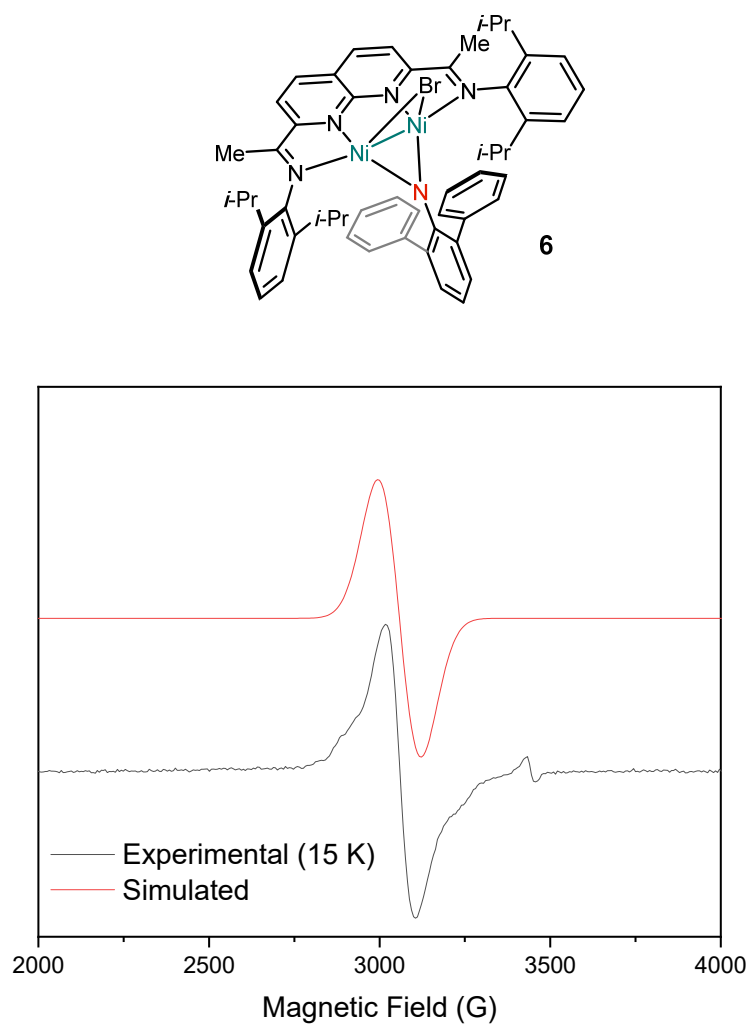 i-Pr
Me
Br
N
N
N
Ni
i-Pr
Me
Ni
N
N
i-Pr
i-Pr
6
Experimental (15 K)
Simulated
2000
2500
3000
3500
4000
Magnetic Field (G)